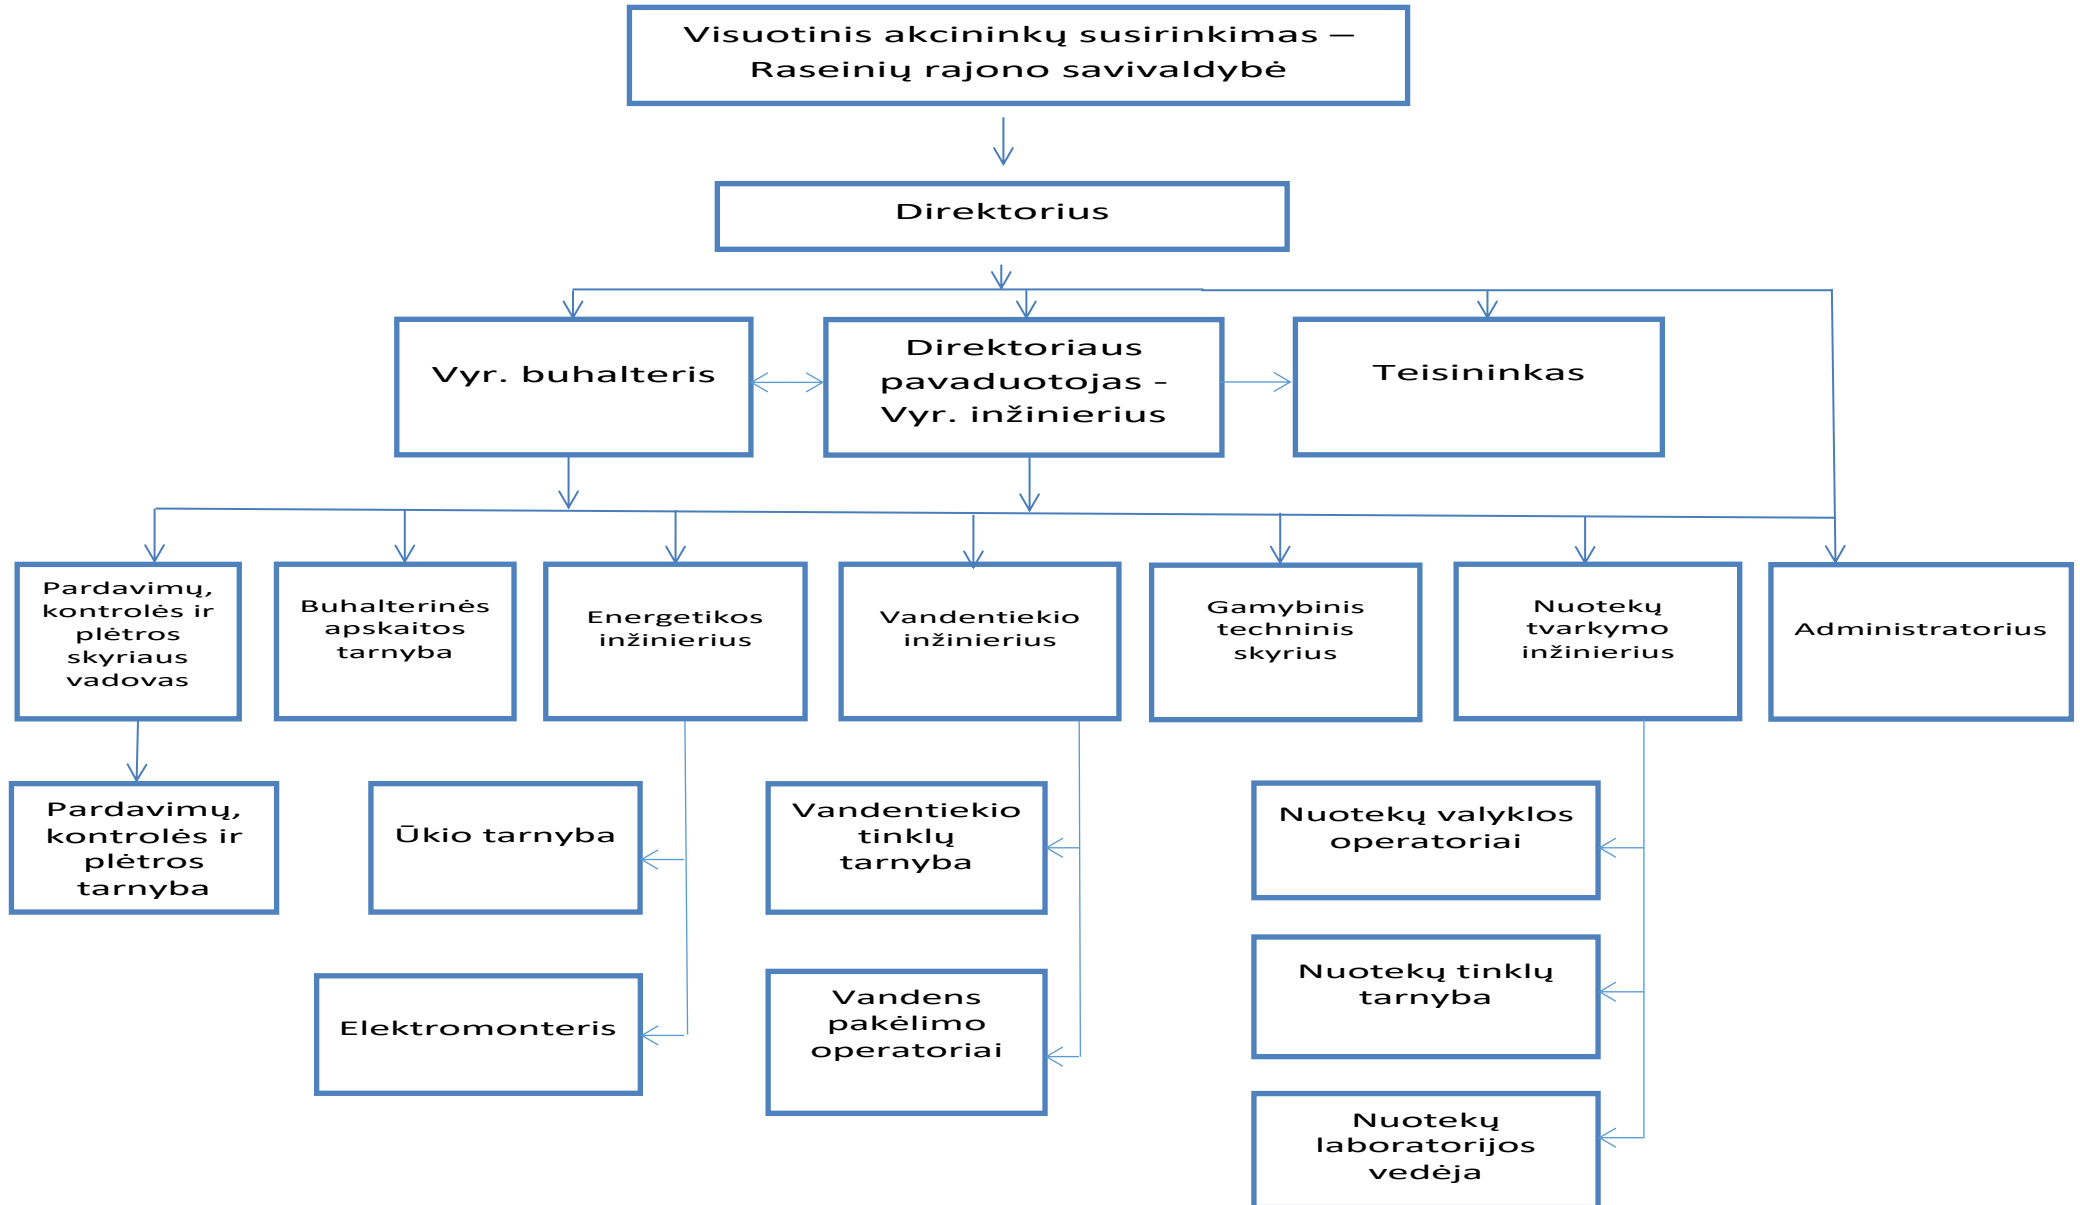 Visuotinis akcininkų susirinkimas –
Raseinių rajono savivaldybė
Direktorius
Vyr. buhalteris
Direktoriaus
pavaduotojas -
Vyr. inžinierius
Teisininkas
Pardavimų,
kontrolės ir
plėtros
skyriaus
vadovas
Buhalterinės
apskaitos
tarnyba
Energetikos
inžinierius
Vandentiekio
inžinierius
Gamybinis
techninis
skyrius
Nuotekų
tvarkymo
inžinierius
Administratorius
Pardavimų,
kontrolės ir
plėtros
tarnyba
Ūkio tarnyba
Vandentiekio
tinklų
tarnyba
Nuotekų valyklos
operatoriai
Elektromonteris
Vandens
pakėlimo
operatoriai
Nuotekų tinklų
tarnyba
Nuotekų
laboratorijos
vedėja